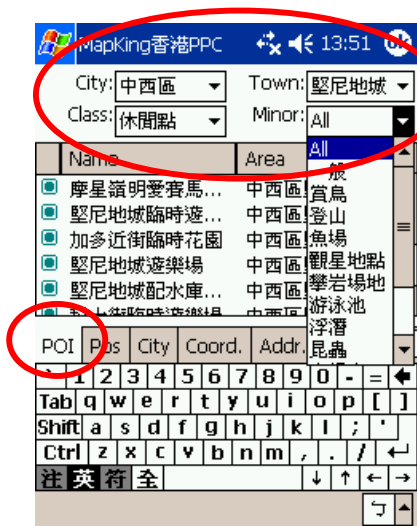 MapKing香港PPC 13:51 ok
City: 中西區 Town: 堅尼地城
Class: 休閒點 Minor: All
Name Area All
一般
摩星嶺明愛賽馬... 中西區 賞鳥
堅尼地城臨時遊... 中西區 登山
加多近街臨時花園 中西區 魚場
堅尼地城遊樂場 中西區 觀星地點
攀岩場地
堅尼地城配水庫... 中西區 游泳池
浮潛
POI Pos City Coord. Addr. 昆蟲
` 1 2 3 4 5 6 7 8 9 0 - =
Tab q w e r t y u i o p [ ]
Shift a s d f g h j k l ; '
Ctrl z x c v b n m , . / ↵
注 英 符 全 ↓ ↑ ← →
ㄅ